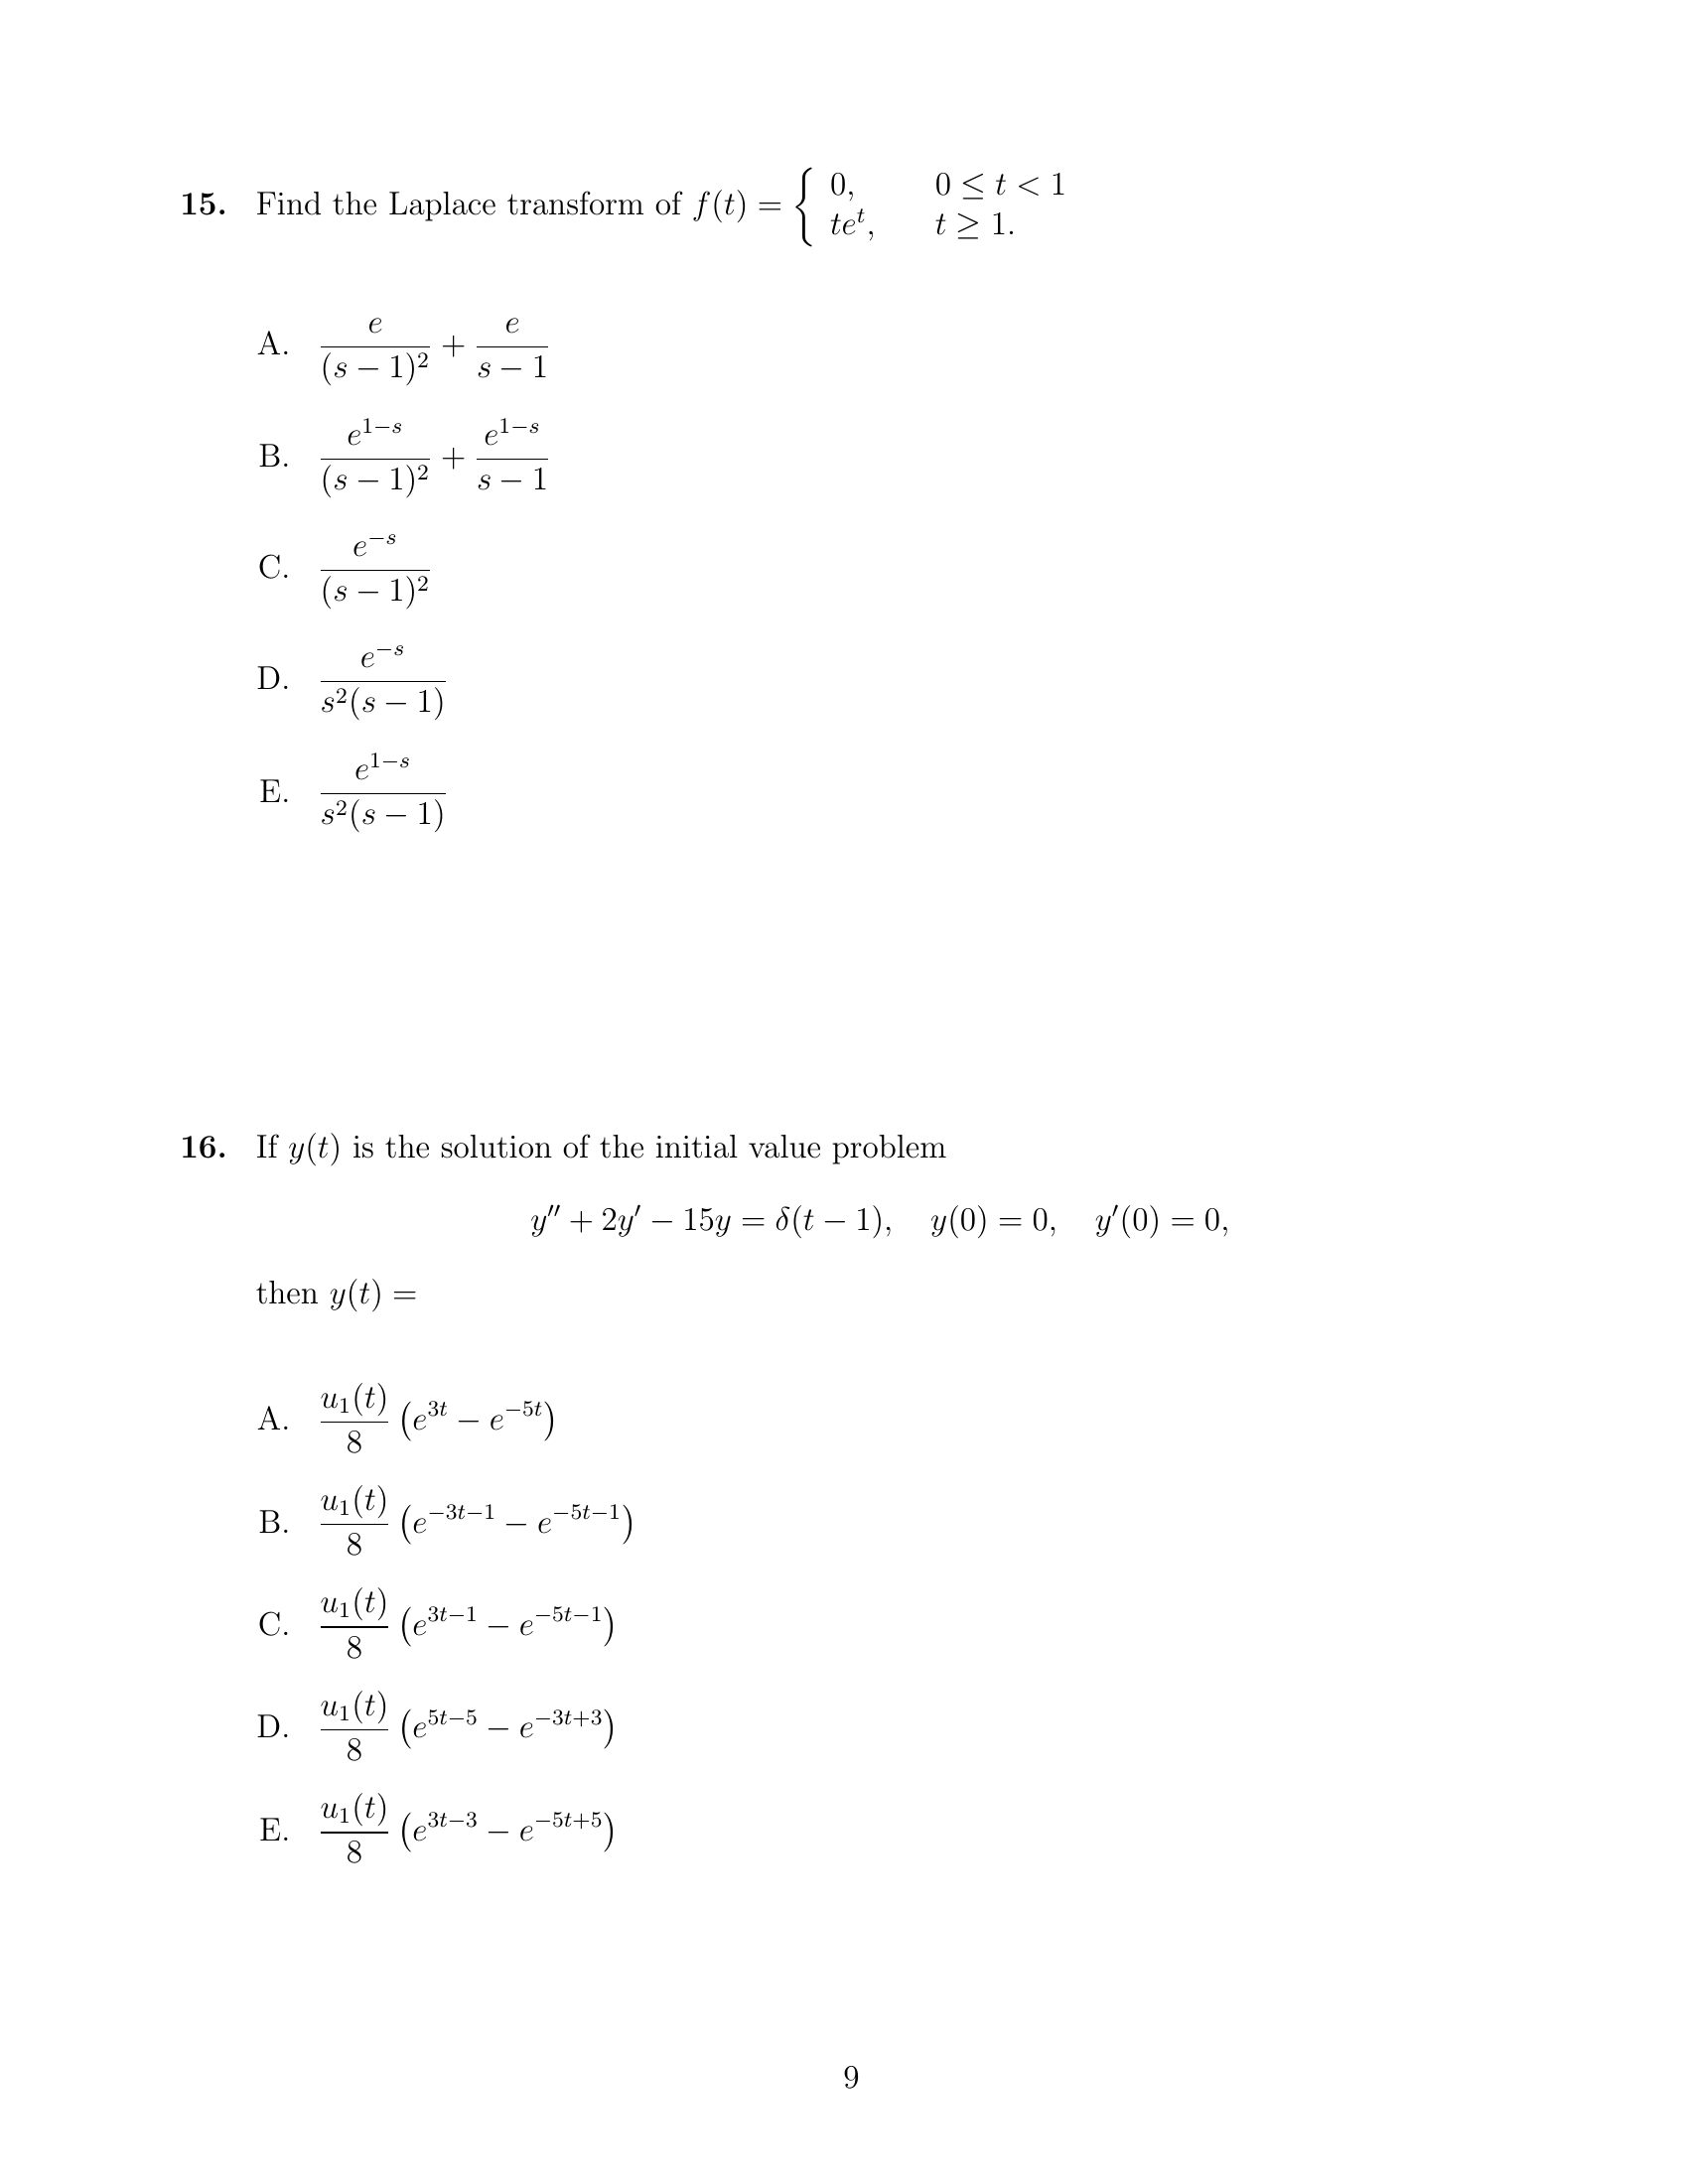 15. Find the Laplace transform of $f(t) = \begin{cases} 0, & 0 \leq t < 1 \\ te^t, & t \geq 1. \end{cases}$
A. $\frac{e}{(s-1)^2} + \frac{e}{s-1}$
B. $\frac{e^{1-s}}{(s-1)^2} + \frac{e^{1-s}}{s-1}$
C. $\frac{e^{-s}}{(s-1)^2}$
D. $\frac{e^{-s}}{s^2(s-1)}$
E. $\frac{e^{1-s}}{s^2(s-1)}$
16. If $y(t)$ is the solution of the initial value problem
$y'' + 2y' - 15y = \delta(t-1), \quad y(0) = 0, \quad y'(0) = 0,$
then $y(t) =$
A. $\frac{u_1(t)}{8} \left(e^{3t} - e^{-5t}\right)$
B. $\frac{u_1(t)}{8} \left(e^{-3t-1} - e^{-5t-1}\right)$
C. $\frac{u_1(t)}{8} \left(e^{3t-1} - e^{-5t-1}\right)$
D. $\frac{u_1(t)}{8} \left(e^{5t-5} - e^{-3t+3}\right)$
E. $\frac{u_1(t)}{8} \left(e^{3t-3} - e^{-5t+5}\right)$
9